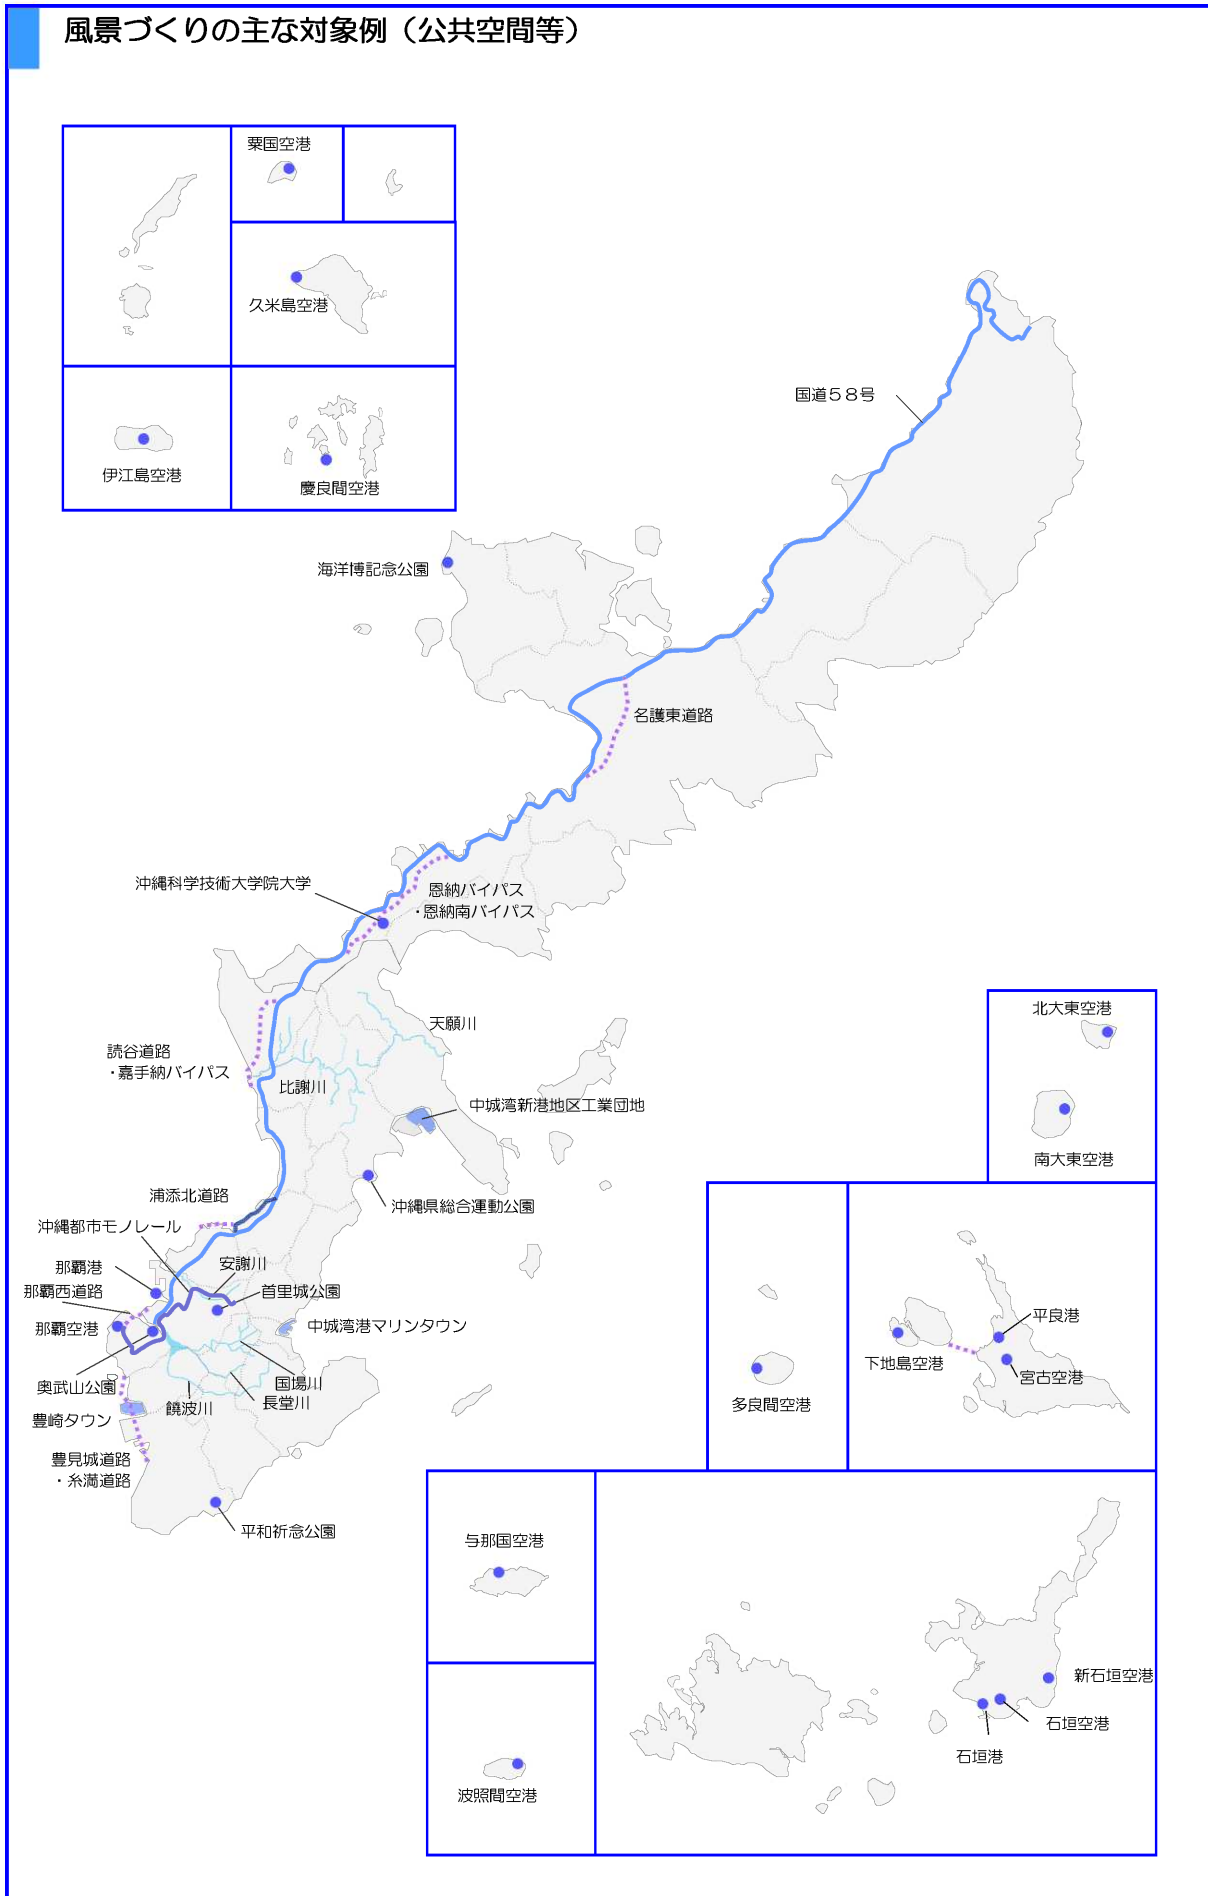 風景づくりの主な対象例（公共空間等）
粟国空港
久米島空港
伊江島空港
慶良間空港
国道５８号
海洋博記念公園
名護東道路
沖縄科学技術大学院大学
恩納バイパス
・恩納南バイパス
北大東空港
天願川
読谷道路
・嘉手納バイパス
比謝川
中城湾新港地区工業団地
南大東空港
浦添北道路
沖縄県総合運動公園
沖縄都市モノレール
那覇港
安謝川
那覇西道路
首里城公園
那覇空港
中城湾港マリンタウン
平良港
下地島空港
宮古空港
奥武山公園
国場川
長堂川
饒波川
多良間空港
豊崎タウン
豊見城道路
・糸満道路
平和祈念公園
与那国空港
新石垣空港
石垣空港
石垣港
波照間空港